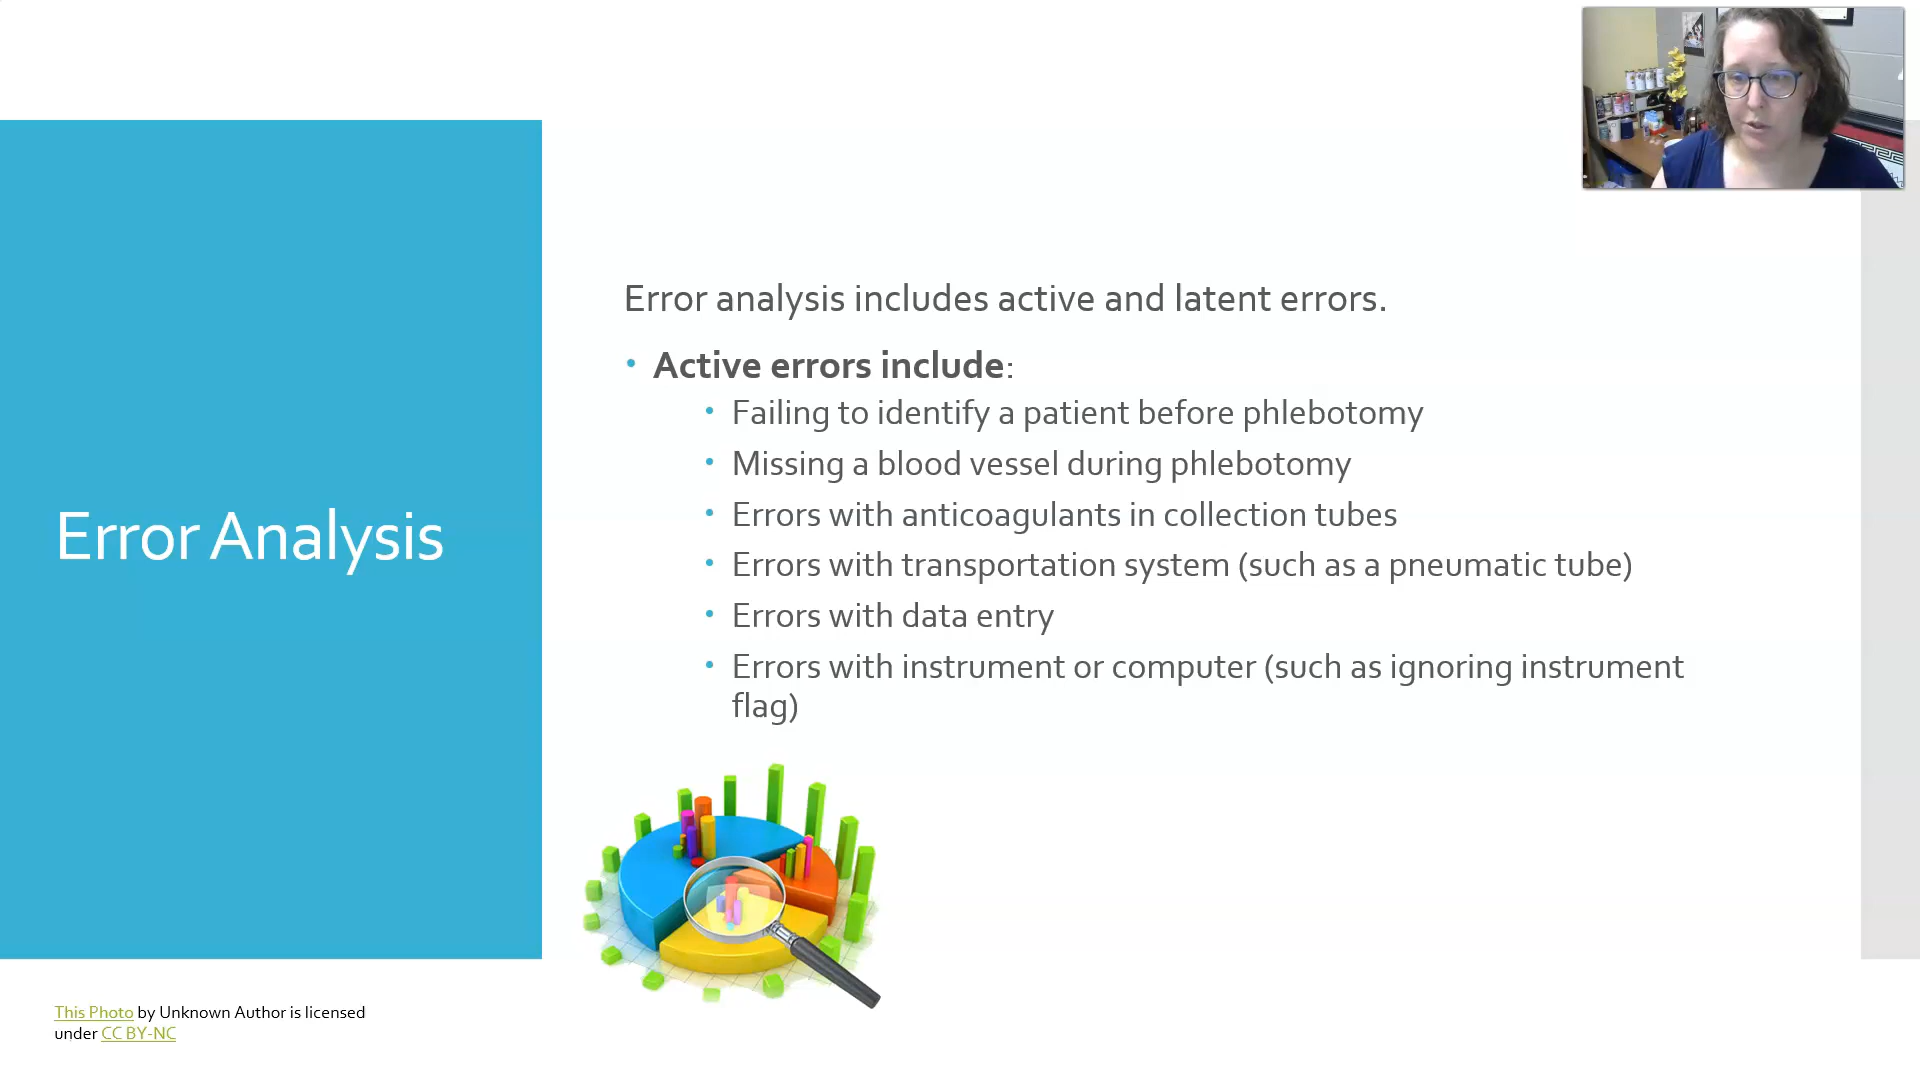 Error Analysis
Error analysis includes active and latent errors.
• Active errors include:
• Failing to identify a patient before phlebotomy
• Missing a blood vessel during phlebotomy
• Errors with anticoagulants in collection tubes
• Errors with transportation system (such as a pneumatic tube)
• Errors with data entry
• Errors with instrument or computer (such as ignoring instrument
flag)
This Photo by Unknown Author is licensed
under CC BY-NC